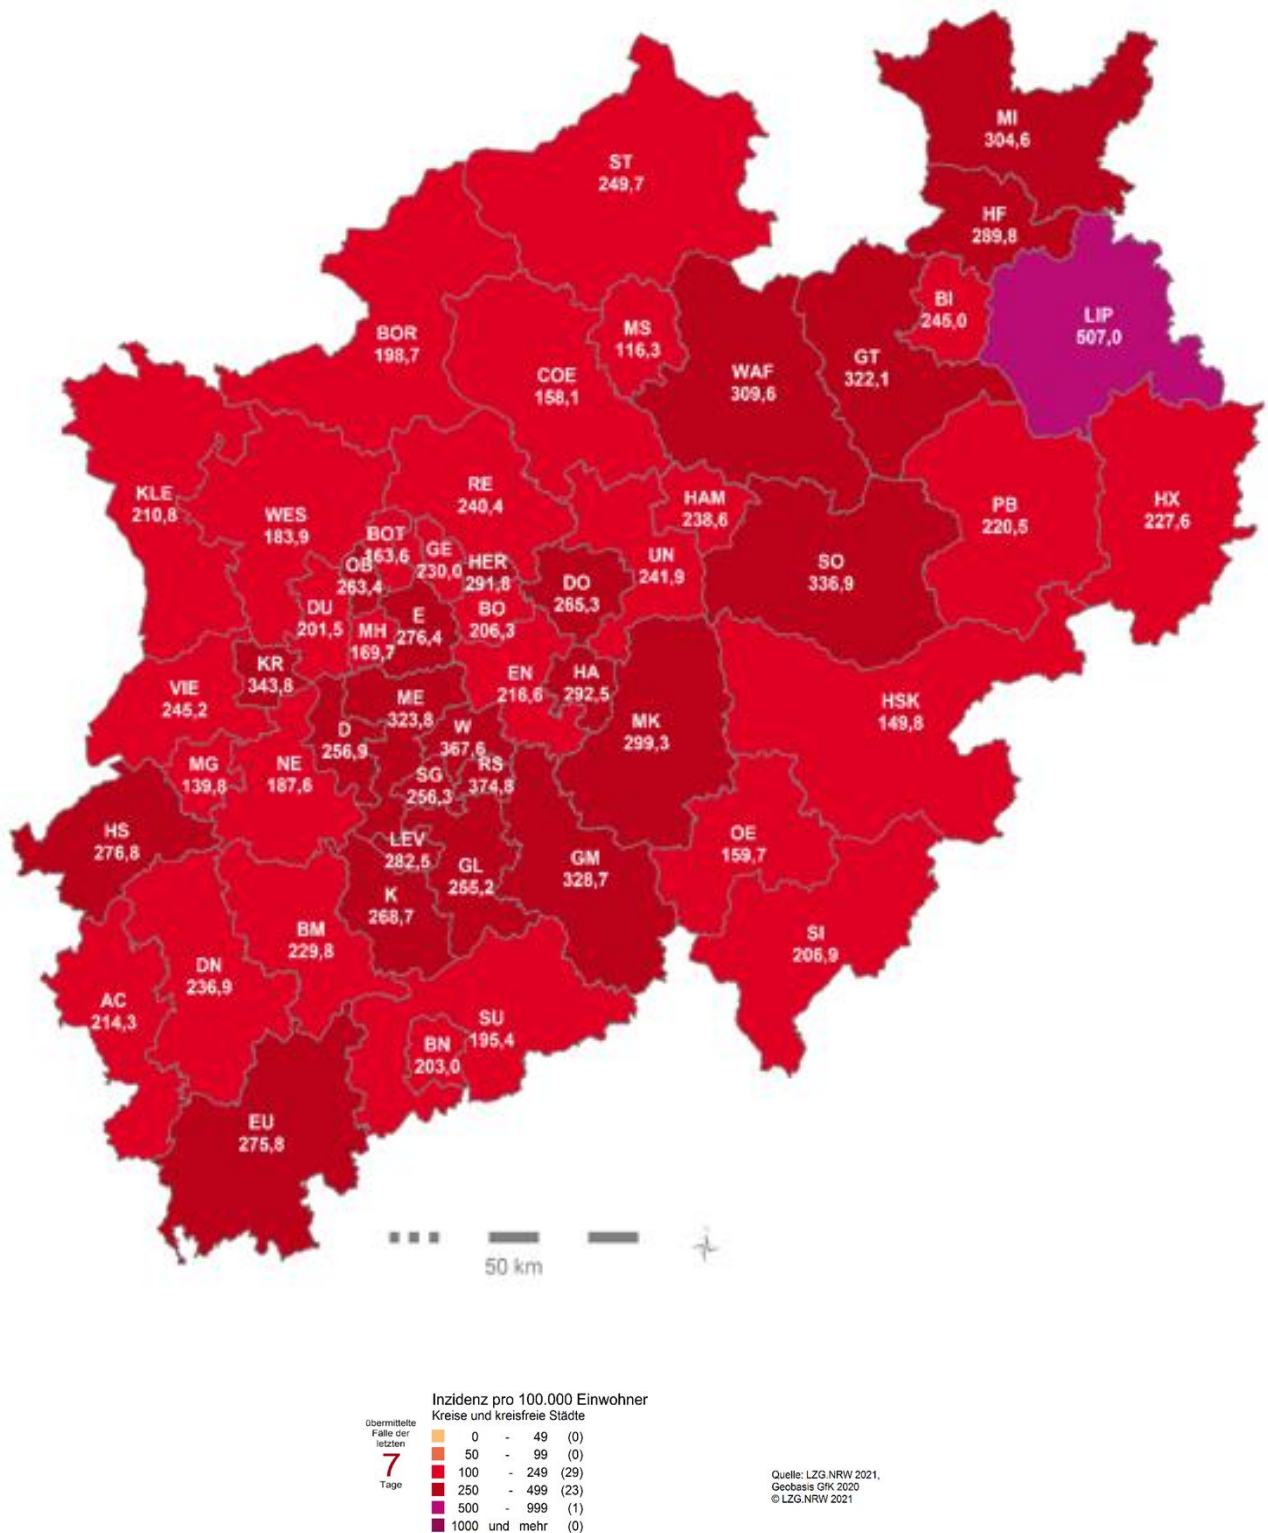 MI
304,6
ST
249,7
HF
289,8
BI
245,0
LIP
507,0
MS
116,3
BOR
198,7
GT
322,1
WAF
309,6
COE
158,1
RE
240,4
HAM
238,6
KLE
210,8
WES
183,9
PB
220,5
HX
227,6
BOT
163,6
GE
230,0
HER
291,8
OB
263,4
UN
241,9
SO
336,9
DO
265,3
DU
201,5
E
276,4
BO
206,3
MH
169,7
KR
343,8
EN
216,6
HA
292,5
VIE
245,2
ME
323,8
HSK
149,8
MK
299,3
D
256,9
W
367,6
MG
139,8
NE
187,6
SG
256,3
RS
374,8
HS
276,8
LEV
282,5
OE
159,7
GL
255,2
GM
328,7
K
268,7
BM
229,8
SI
206,9
DN
236,9
AC
214,3
SU
195,4
BN
203,0
EU
275,8
50 km
Inzidenz pro 100.000 Einwohner
Kreise und kreisfreie Städte
übermittelte
Fälle der
letzten
7
Tage
0 - 49 (0)
50 - 99 (0)
100 - 249 (29)
250 - 499 (23)
500 - 999 (1)
1000 und mehr (0)
Quelle: LZG.NRW 2021,
Geobasis GfK 2020
© LZG.NRW 2021